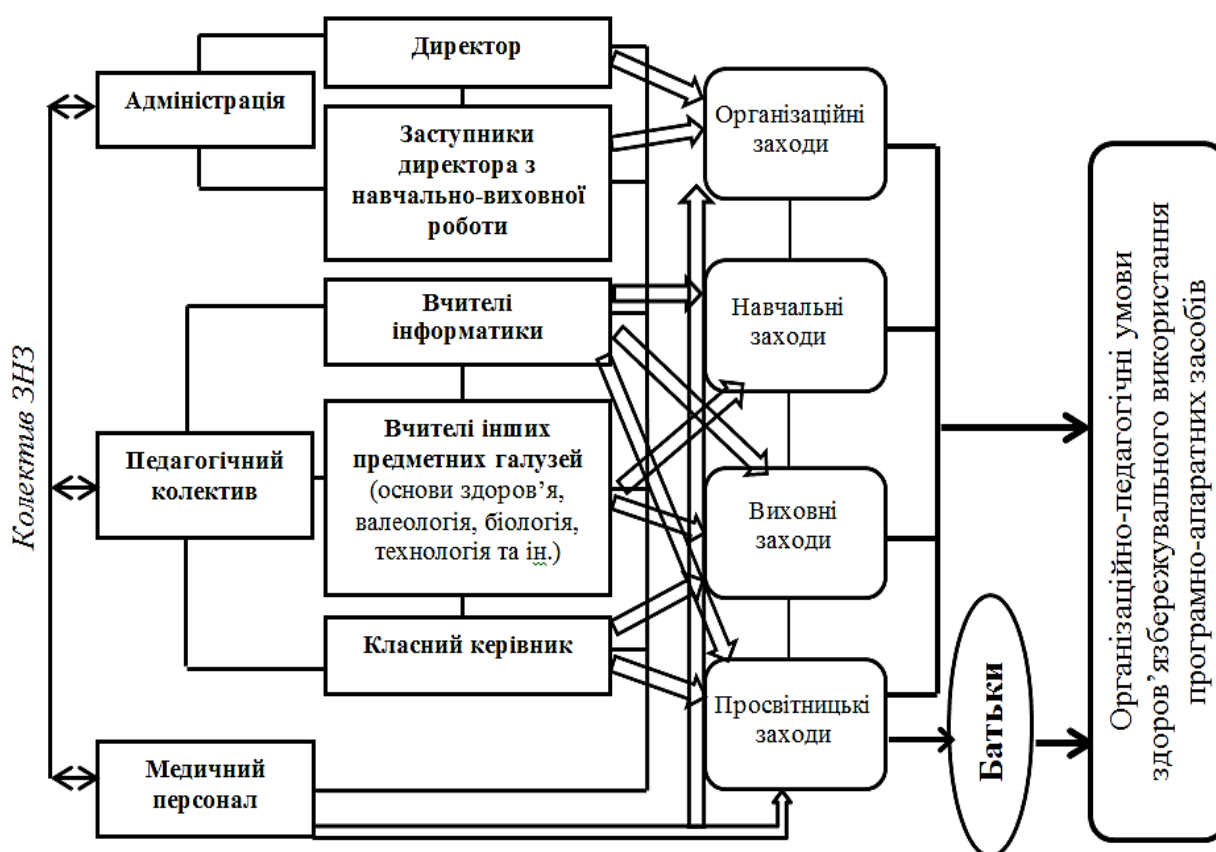 Колектив ЗНЗ
Адміністрація
Педагогічний
колектив
Медичний
персонал
Директор
Заступники
директора з
навчально-виховної
роботи
Вчителі
інформатики
Вчителі інших
предметних галузей
(основи здоров’я,
валеологія, біологія,
технологія та ін.)
Класний керівник
Організаційні
заходи
Навчальні
заходи
Виховні
заходи
Просвітницькі
заходи
Батьки
Організаційно-педагогічні умови
здоров’язбережувального використання
програмно-апаратних засобів